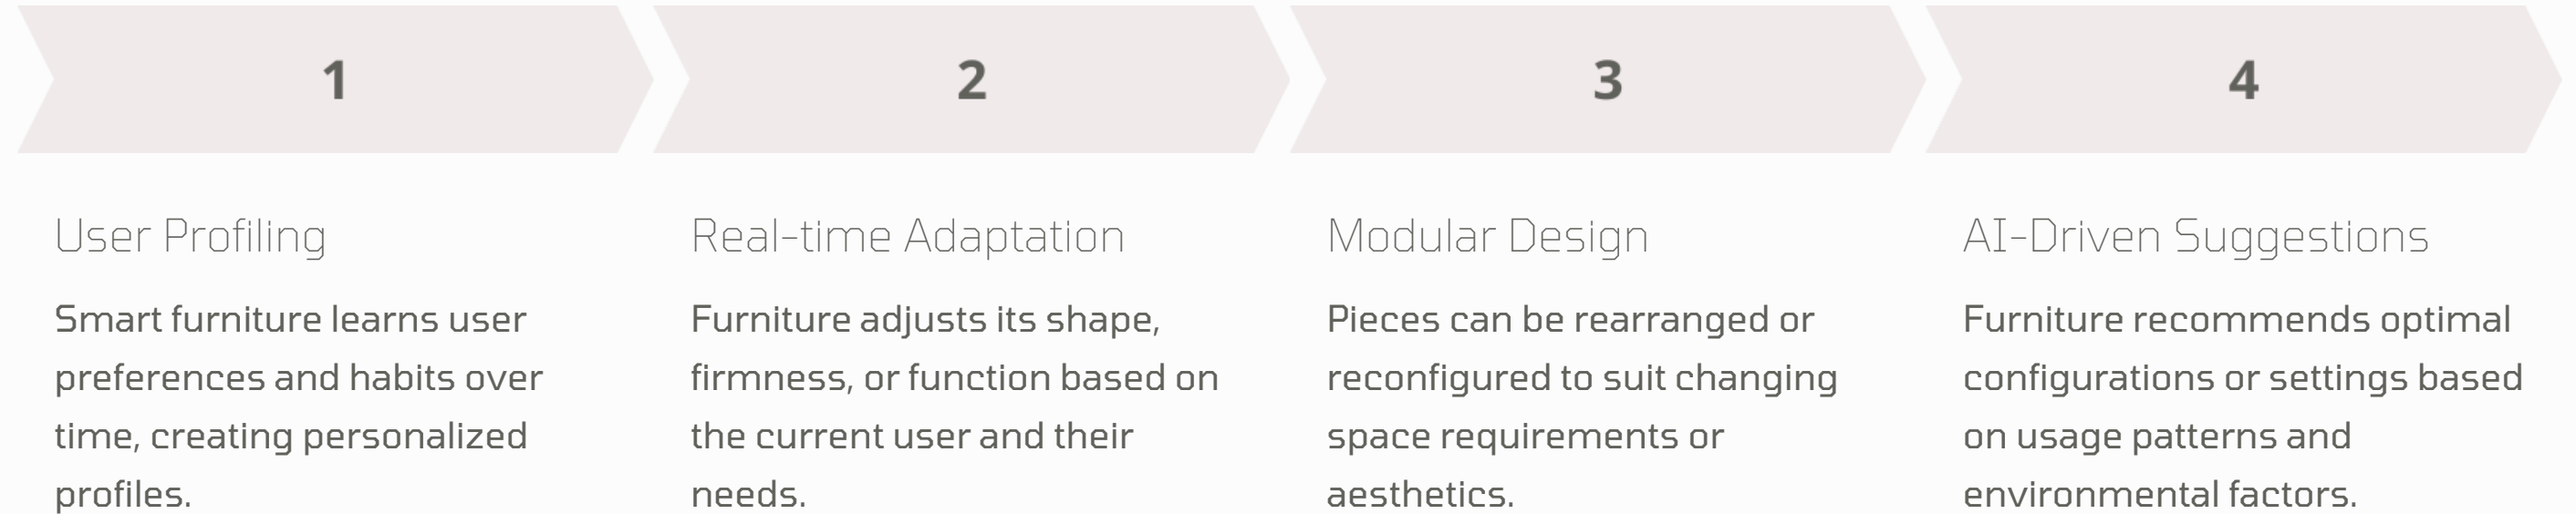 1
2
3
4
User Profiling
Smart furniture learns user
preferences and habits over
time, creating personalized
profiles.
Real-time Adaptation
Furniture adjusts its shape,
firmness, or function based on
the current user and their
needs.
Modular Design
Pieces can be rearranged or
reconfigured to suit changing
space requirements or
aesthetics.
AI-Driven Suggestions
Furniture recommends optimal
configurations or settings based
on usage patterns and
environmental factors.